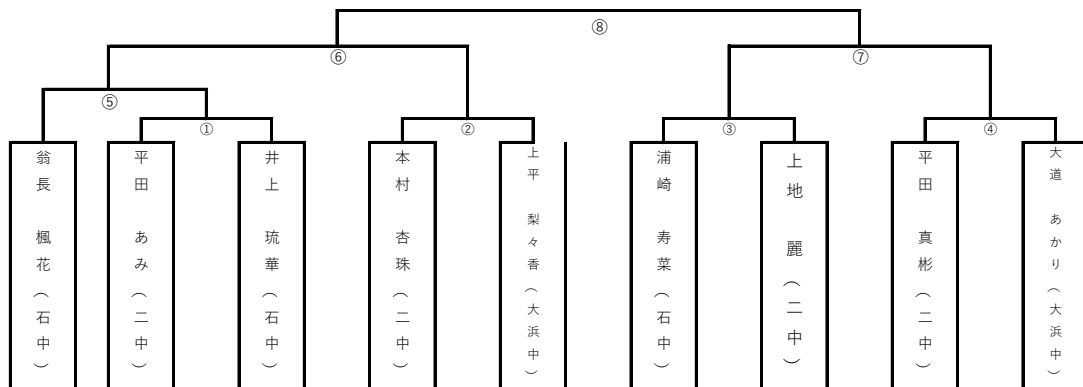 ⑧
⑥
⑦
⑤
①
②
③
④
翁長 楓花(石中)
平田 あみ(二中)
井上 琉華(石中)
本村 杏珠(二中)
上平 梨々香(大浜中)
浦崎 寿菜(石中)
上地 麗(二中)
平田 真彬(二中)
大道 あかり(大浜中)